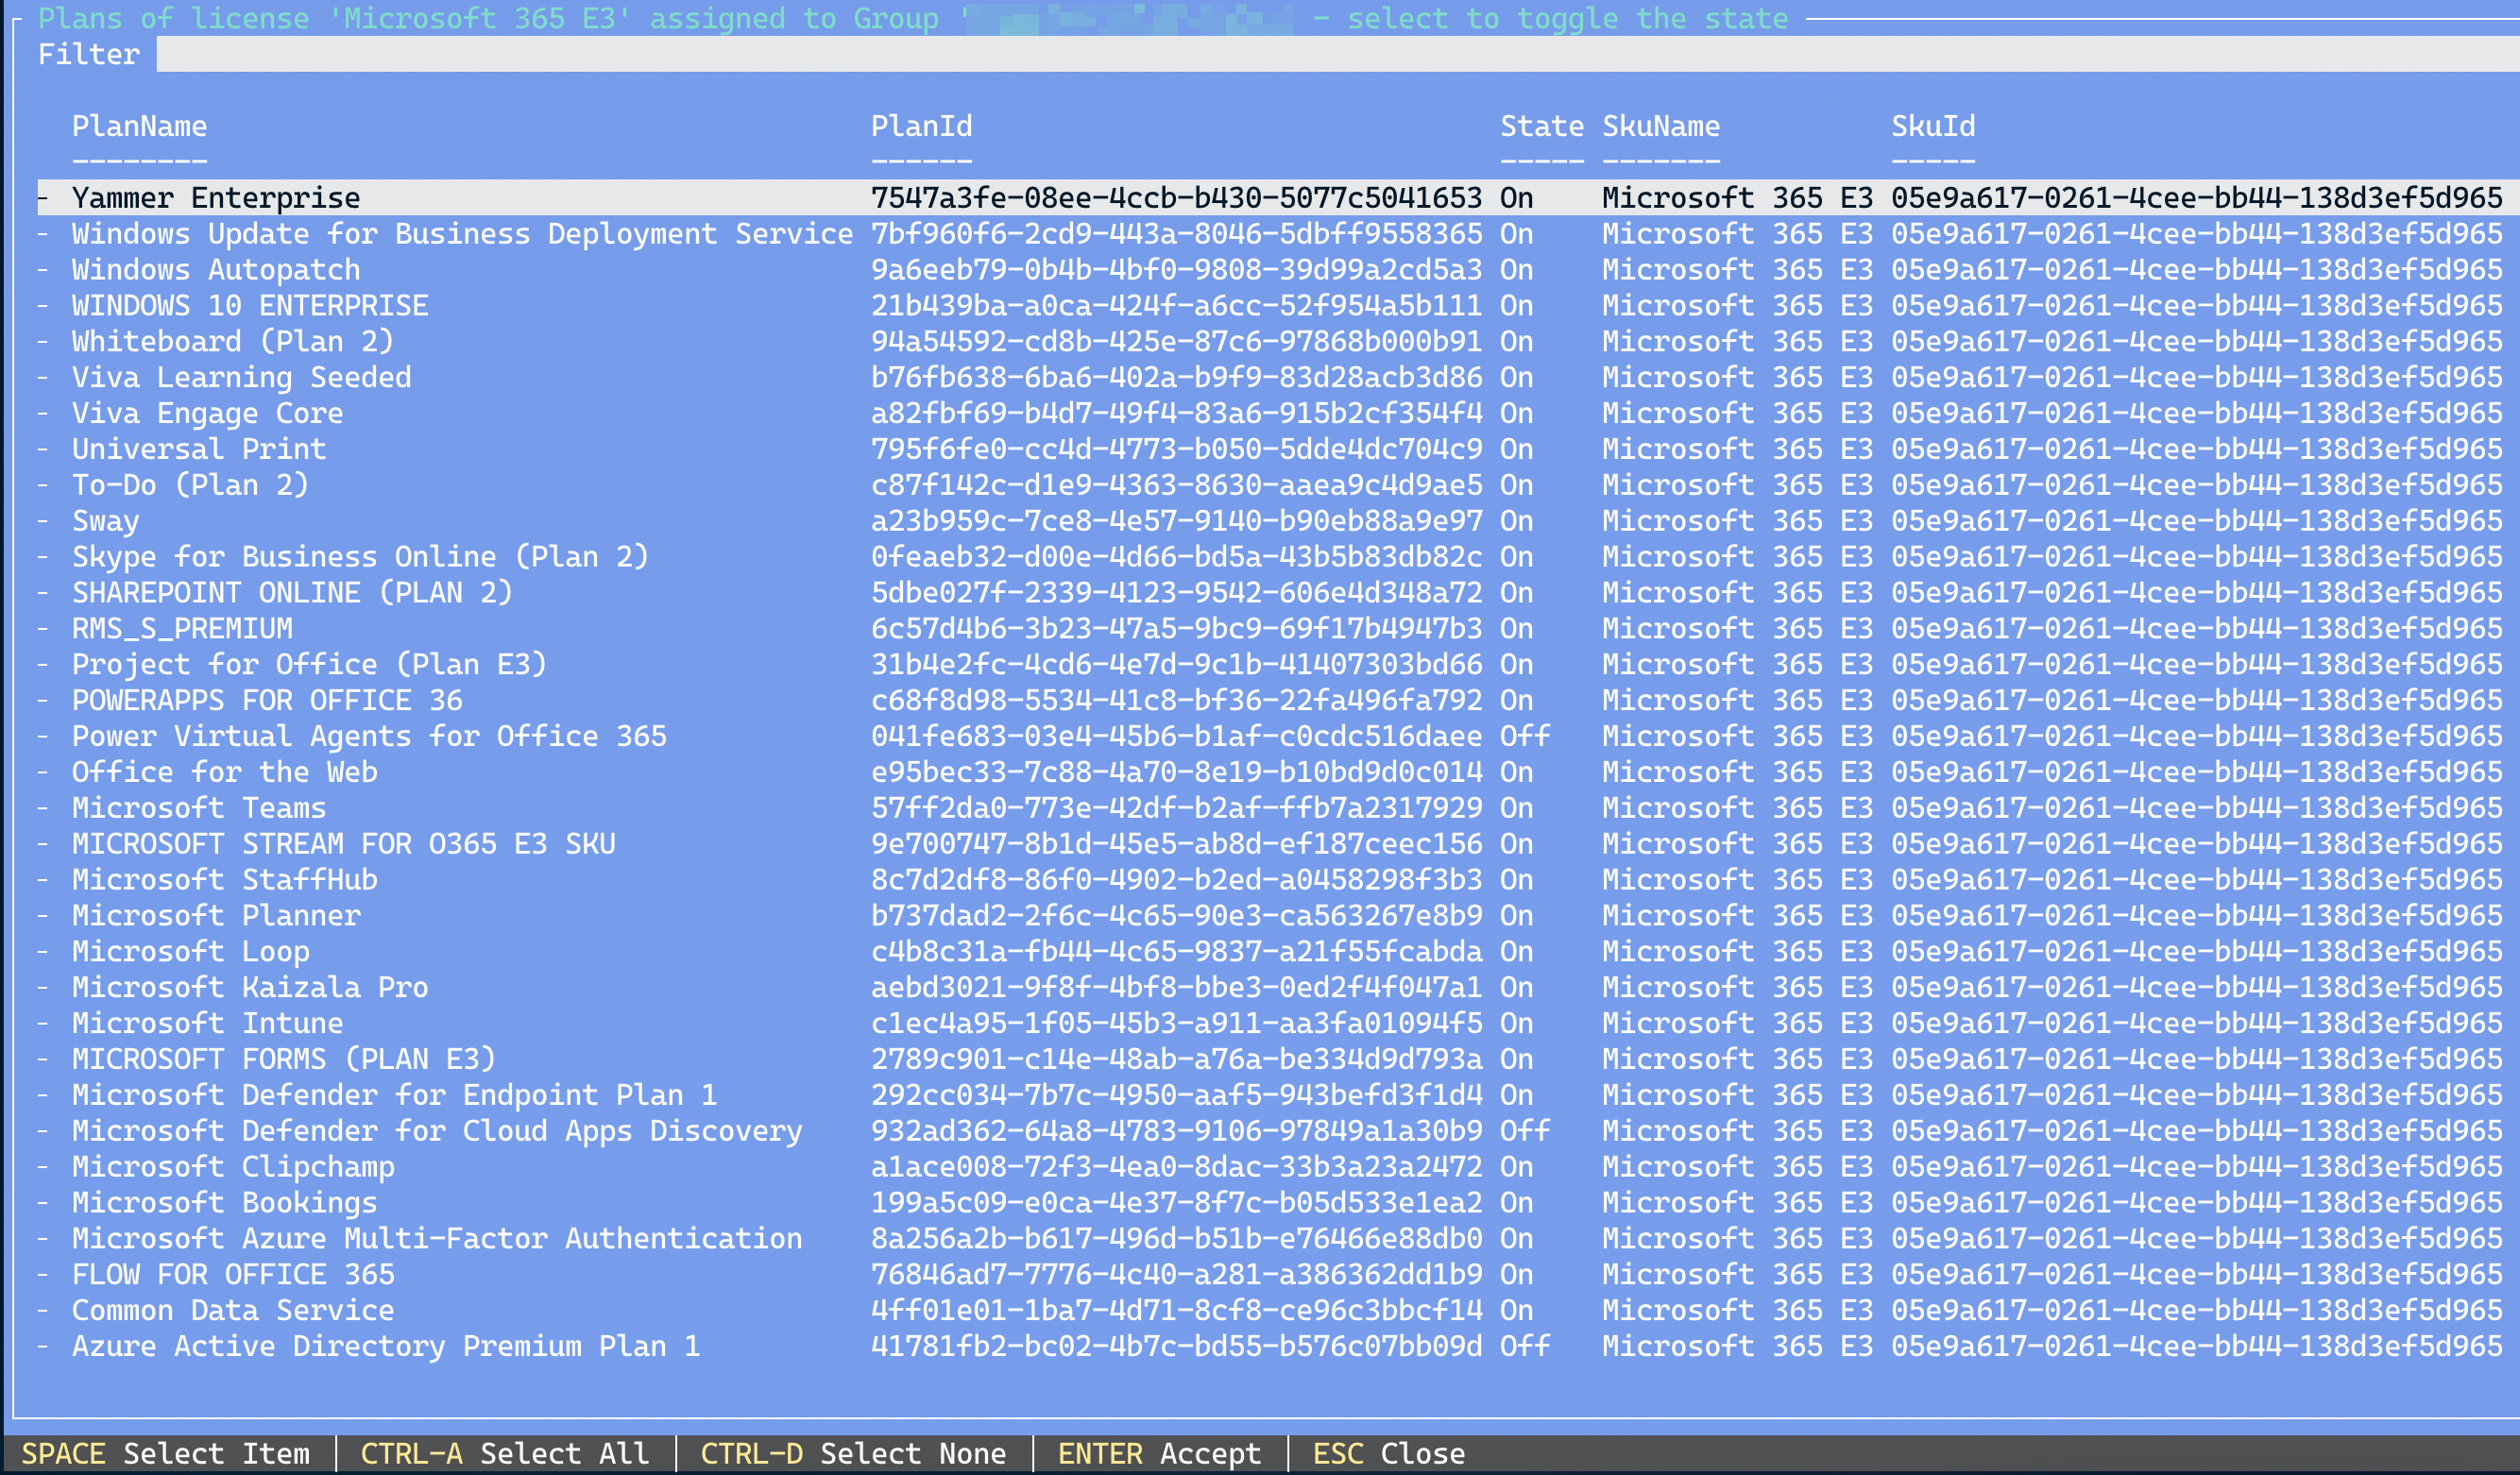 Plans of license 'Microsoft 365 E3' assigned to Group ' - select to toggle the state
Filter
PlanName PlanId State SkuName SkuId
-------- ------ ----- ------- -----
- Yammer Enterprise 7547a3fe-08ee-4ccb-b430-5077c5041653 On Microsoft 365 E3 05e9a617-0261-4cee-bb44-138d3ef5d965
- Windows Update for Business Deployment Service 7bf960f6-2cd9-443a-8046-5dbff9558365 On Microsoft 365 E3 05e9a617-0261-4cee-bb44-138d3ef5d965
- Windows Autopatch 9a6eeb79-0b4b-4bf0-9808-39d99a2cd5a3 On Microsoft 365 E3 05e9a617-0261-4cee-bb44-138d3ef5d965
- WINDOWS 10 ENTERPRISE 21b439ba-a0ca-424f-a6cc-52f954a5b111 On Microsoft 365 E3 05e9a617-0261-4cee-bb44-138d3ef5d965
- Whiteboard (Plan 2) 94a54592-cd8b-425e-87c6-97868b000b91 On Microsoft 365 E3 05e9a617-0261-4cee-bb44-138d3ef5d965
- Viva Learning Seeded b76fb638-6ba6-402a-b9f9-83d28acb3d86 On Microsoft 365 E3 05e9a617-0261-4cee-bb44-138d3ef5d965
- Viva Engage Core a82fbf69-b4d7-49f4-83a6-915b2cf354f4 On Microsoft 365 E3 05e9a617-0261-4cee-bb44-138d3ef5d965
- Universal Print 795f6fe0-cc4d-4773-b050-5dde4dc704c9 On Microsoft 365 E3 05e9a617-0261-4cee-bb44-138d3ef5d965
- To-Do (Plan 2) c87f142c-d1e9-4363-8630-aaea9c4d9ae5 On Microsoft 365 E3 05e9a617-0261-4cee-bb44-138d3ef5d965
- Sway a23b959c-7ce8-4e57-9140-b90eb88a9e97 On Microsoft 365 E3 05e9a617-0261-4cee-bb44-138d3ef5d965
- Skype for Business Online (Plan 2) 0feaeb32-d00e-4d66-bd5a-43b5b83db82c On Microsoft 365 E3 05e9a617-0261-4cee-bb44-138d3ef5d965
- SHAREPOINT ONLINE (PLAN 2) 5dbe027f-2339-4123-9542-606e4d348a72 On Microsoft 365 E3 05e9a617-0261-4cee-bb44-138d3ef5d965
- RMS_S_PREMIUM 6c57d4b6-3b23-47a5-9bc9-69f17b4947b3 On Microsoft 365 E3 05e9a617-0261-4cee-bb44-138d3ef5d965
- Project for Office (Plan E3) 31b4e2fc-4cd6-4e7d-9c1b-41407303bd66 On Microsoft 365 E3 05e9a617-0261-4cee-bb44-138d3ef5d965
- POWERAPPS FOR OFFICE 36 c68f8d98-5534-41c8-bf36-22fa496fa792 On Microsoft 365 E3 05e9a617-0261-4cee-bb44-138d3ef5d965
- Power Virtual Agents for Office 365 041fe683-03e4-45b6-b1af-c0cdc516daee Off Microsoft 365 E3 05e9a617-0261-4cee-bb44-138d3ef5d965
- Office for the Web e95bec33-7c88-4a70-8e19-b10bd9d0c014 On Microsoft 365 E3 05e9a617-0261-4cee-bb44-138d3ef5d965
- Microsoft Teams 57ff2da0-773e-42df-b2af-ffb7a2317929 On Microsoft 365 E3 05e9a617-0261-4cee-bb44-138d3ef5d965
- MICROSOFT STREAM FOR O365 E3 SKU 9e700747-8b1d-45e5-ab8d-ef187ceec156 On Microsoft 365 E3 05e9a617-0261-4cee-bb44-138d3ef5d965
- Microsoft StaffHub 8c7d2df8-86f0-4902-b2ed-a0458298f3b3 On Microsoft 365 E3 05e9a617-0261-4cee-bb44-138d3ef5d965
- Microsoft Planner b737dad2-2f6c-4c65-90e3-ca563267e8b9 On Microsoft 365 E3 05e9a617-0261-4cee-bb44-138d3ef5d965
- Microsoft Loop c4b8c31a-fb44-4c65-9837-a21f55fcabda On Microsoft 365 E3 05e9a617-0261-4cee-bb44-138d3ef5d965
- Microsoft Kaizala Pro aebd3021-9f8f-4bf8-bbe3-0ed2f4f047a1 On Microsoft 365 E3 05e9a617-0261-4cee-bb44-138d3ef5d965
- Microsoft Intune c1ec4a95-1f05-45b3-a911-aa3fa01094f5 On Microsoft 365 E3 05e9a617-0261-4cee-bb44-138d3ef5d965
- MICROSOFT FORMS (PLAN E3) 2789c901-c14e-48ab-a76a-be334d9d793a On Microsoft 365 E3 05e9a617-0261-4cee-bb44-138d3ef5d965
- Microsoft Defender for Endpoint Plan 1 292cc034-7b7c-4950-aaf5-943befd3f1d4 On Microsoft 365 E3 05e9a617-0261-4cee-bb44-138d3ef5d965
- Microsoft Defender for Cloud Apps Discovery 932ad362-64a8-4783-9106-97849a1a30b9 Off Microsoft 365 E3 05e9a617-0261-4cee-bb44-138d3ef5d965
- Microsoft Clipchamp a1ace008-72f3-4ea0-8dac-33b3a23a2472 On Microsoft 365 E3 05e9a617-0261-4cee-bb44-138d3ef5d965
- Microsoft Bookings 199a5c09-e0ca-4e37-8f7c-b05d533e1ea2 On Microsoft 365 E3 05e9a617-0261-4cee-bb44-138d3ef5d965
- Microsoft Azure Multi-Factor Authentication 8a256a2b-b617-496d-b51b-e76466e88db0 On Microsoft 365 E3 05e9a617-0261-4cee-bb44-138d3ef5d965
- FLOW FOR OFFICE 365 76846ad7-7776-4c40-a281-a386362dd1b9 On Microsoft 365 E3 05e9a617-0261-4cee-bb44-138d3ef5d965
- Common Data Service 4ff01e01-1ba7-4d71-8cf8-ce96c3bbcf14 On Microsoft 365 E3 05e9a617-0261-4cee-bb44-138d3ef5d965
- Azure Active Directory Premium Plan 1 41781fb2-bc02-4b7c-bd55-b576c07bb09d Off Microsoft 365 E3 05e9a617-0261-4cee-bb44-138d3ef5d965
SPACE Select Item | CTRL-A Select All | CTRL-D Select None | ENTER Accept | ESC Close